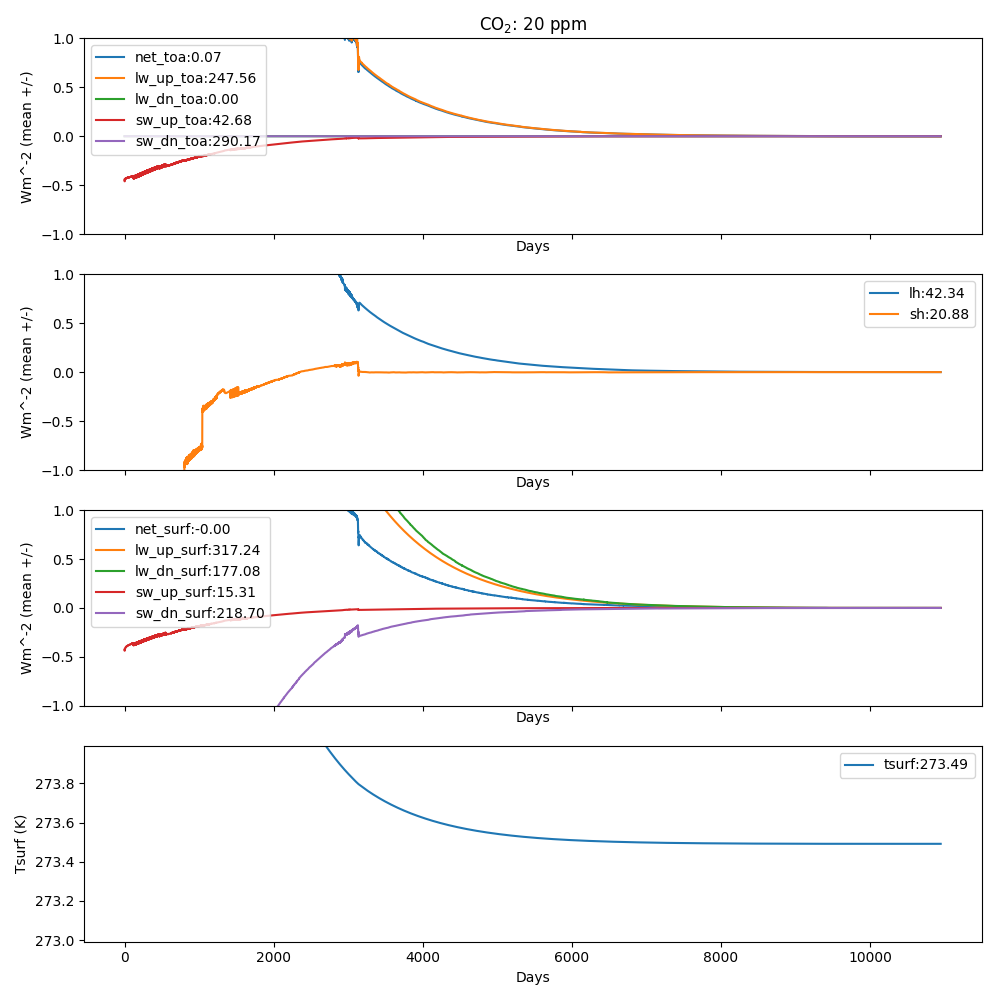 CO₂: 20 ppm
1.0
0.5
0.0
−0.5
−1.0
Wm^-2 (mean +/-)
net_toa:0.07
lw_up_toa:247.56
lw_dn_toa:0.00
sw_up_toa:42.68
sw_dn_toa:290.17
Days
1.0
0.5
0.0
−0.5
−1.0
Wm^-2 (mean +/-)
lh:42.34
sh:20.88
Days
1.0
0.5
0.0
−0.5
−1.0
Wm^-2 (mean +/-)
net_surf:-0.00
lw_up_surf:317.24
lw_dn_surf:177.08
sw_up_surf:15.31
sw_dn_surf:218.70
Days
273.8
273.6
273.4
273.2
273.0
Tsurf (K)
tsurf:273.49
0 2000 4000 6000 8000 10000
Days